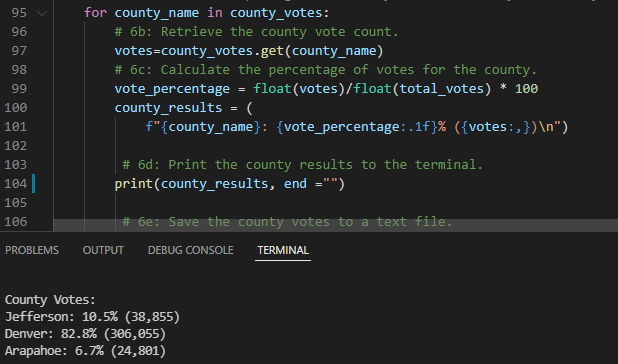 95 for county_name in county_votes:
96 # 6b: Retrieve the county vote count.
97 votes=county_votes.get(county_name)
98 # 6c: Calculate the percentage of votes for the county.
99 vote_percentage = float(votes)/float(total_votes) * 100
100 county_results = (
101 f"{county_name}: {vote_percentage:.1f}% ({votes:,})\n")
102
103 # 6d: Print the county results to the terminal.
104 print(county_results, end ="")
105
106 # 6e: Save the county votes to a text file.
PROBLEMS OUTPUT DEBUG CONSOLE TERMINAL
County Votes:
Jefferson: 10.5% (38,855)
Denver: 82.8% (306,055)
Arapahoe: 6.7% (24,801)